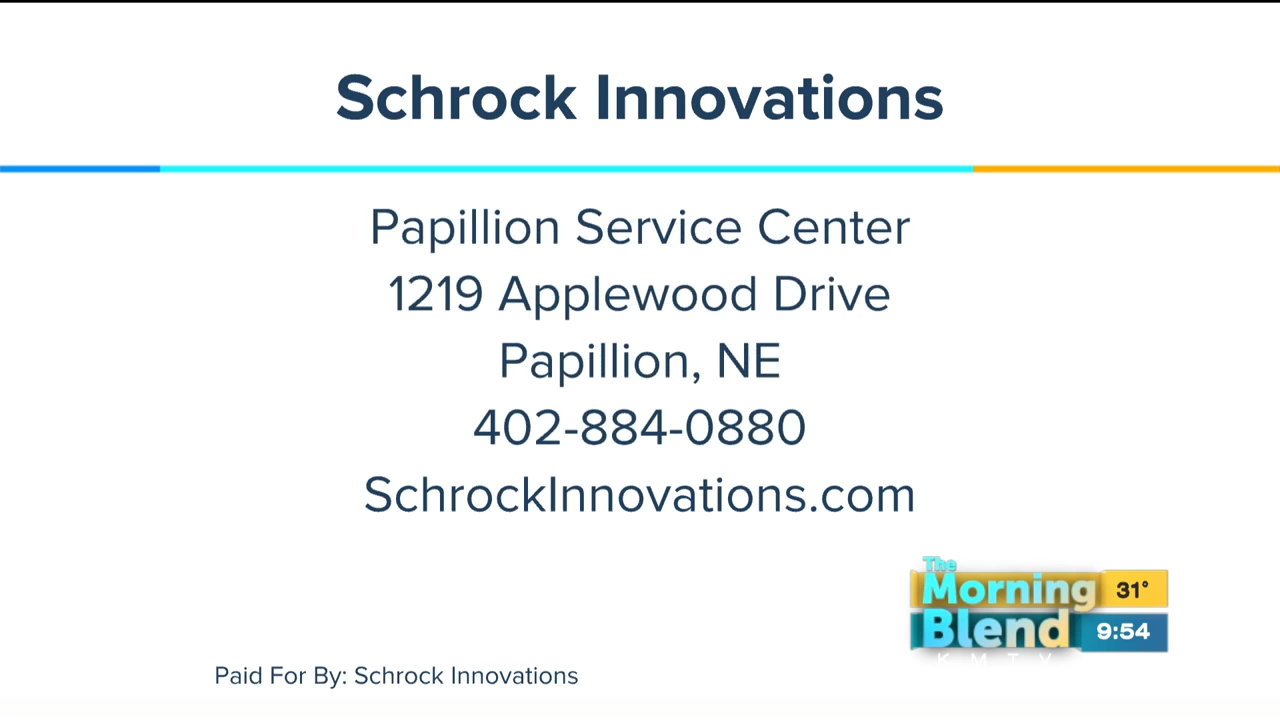 Schrock Innovations
Papillion Service Center
1219 Applewood Drive
Papillion, NE
402-884-0880
SchrockInnovations.com
The
Morning
31°
Blend
9:54
KMTV
Paid For By: Schrock Innovations